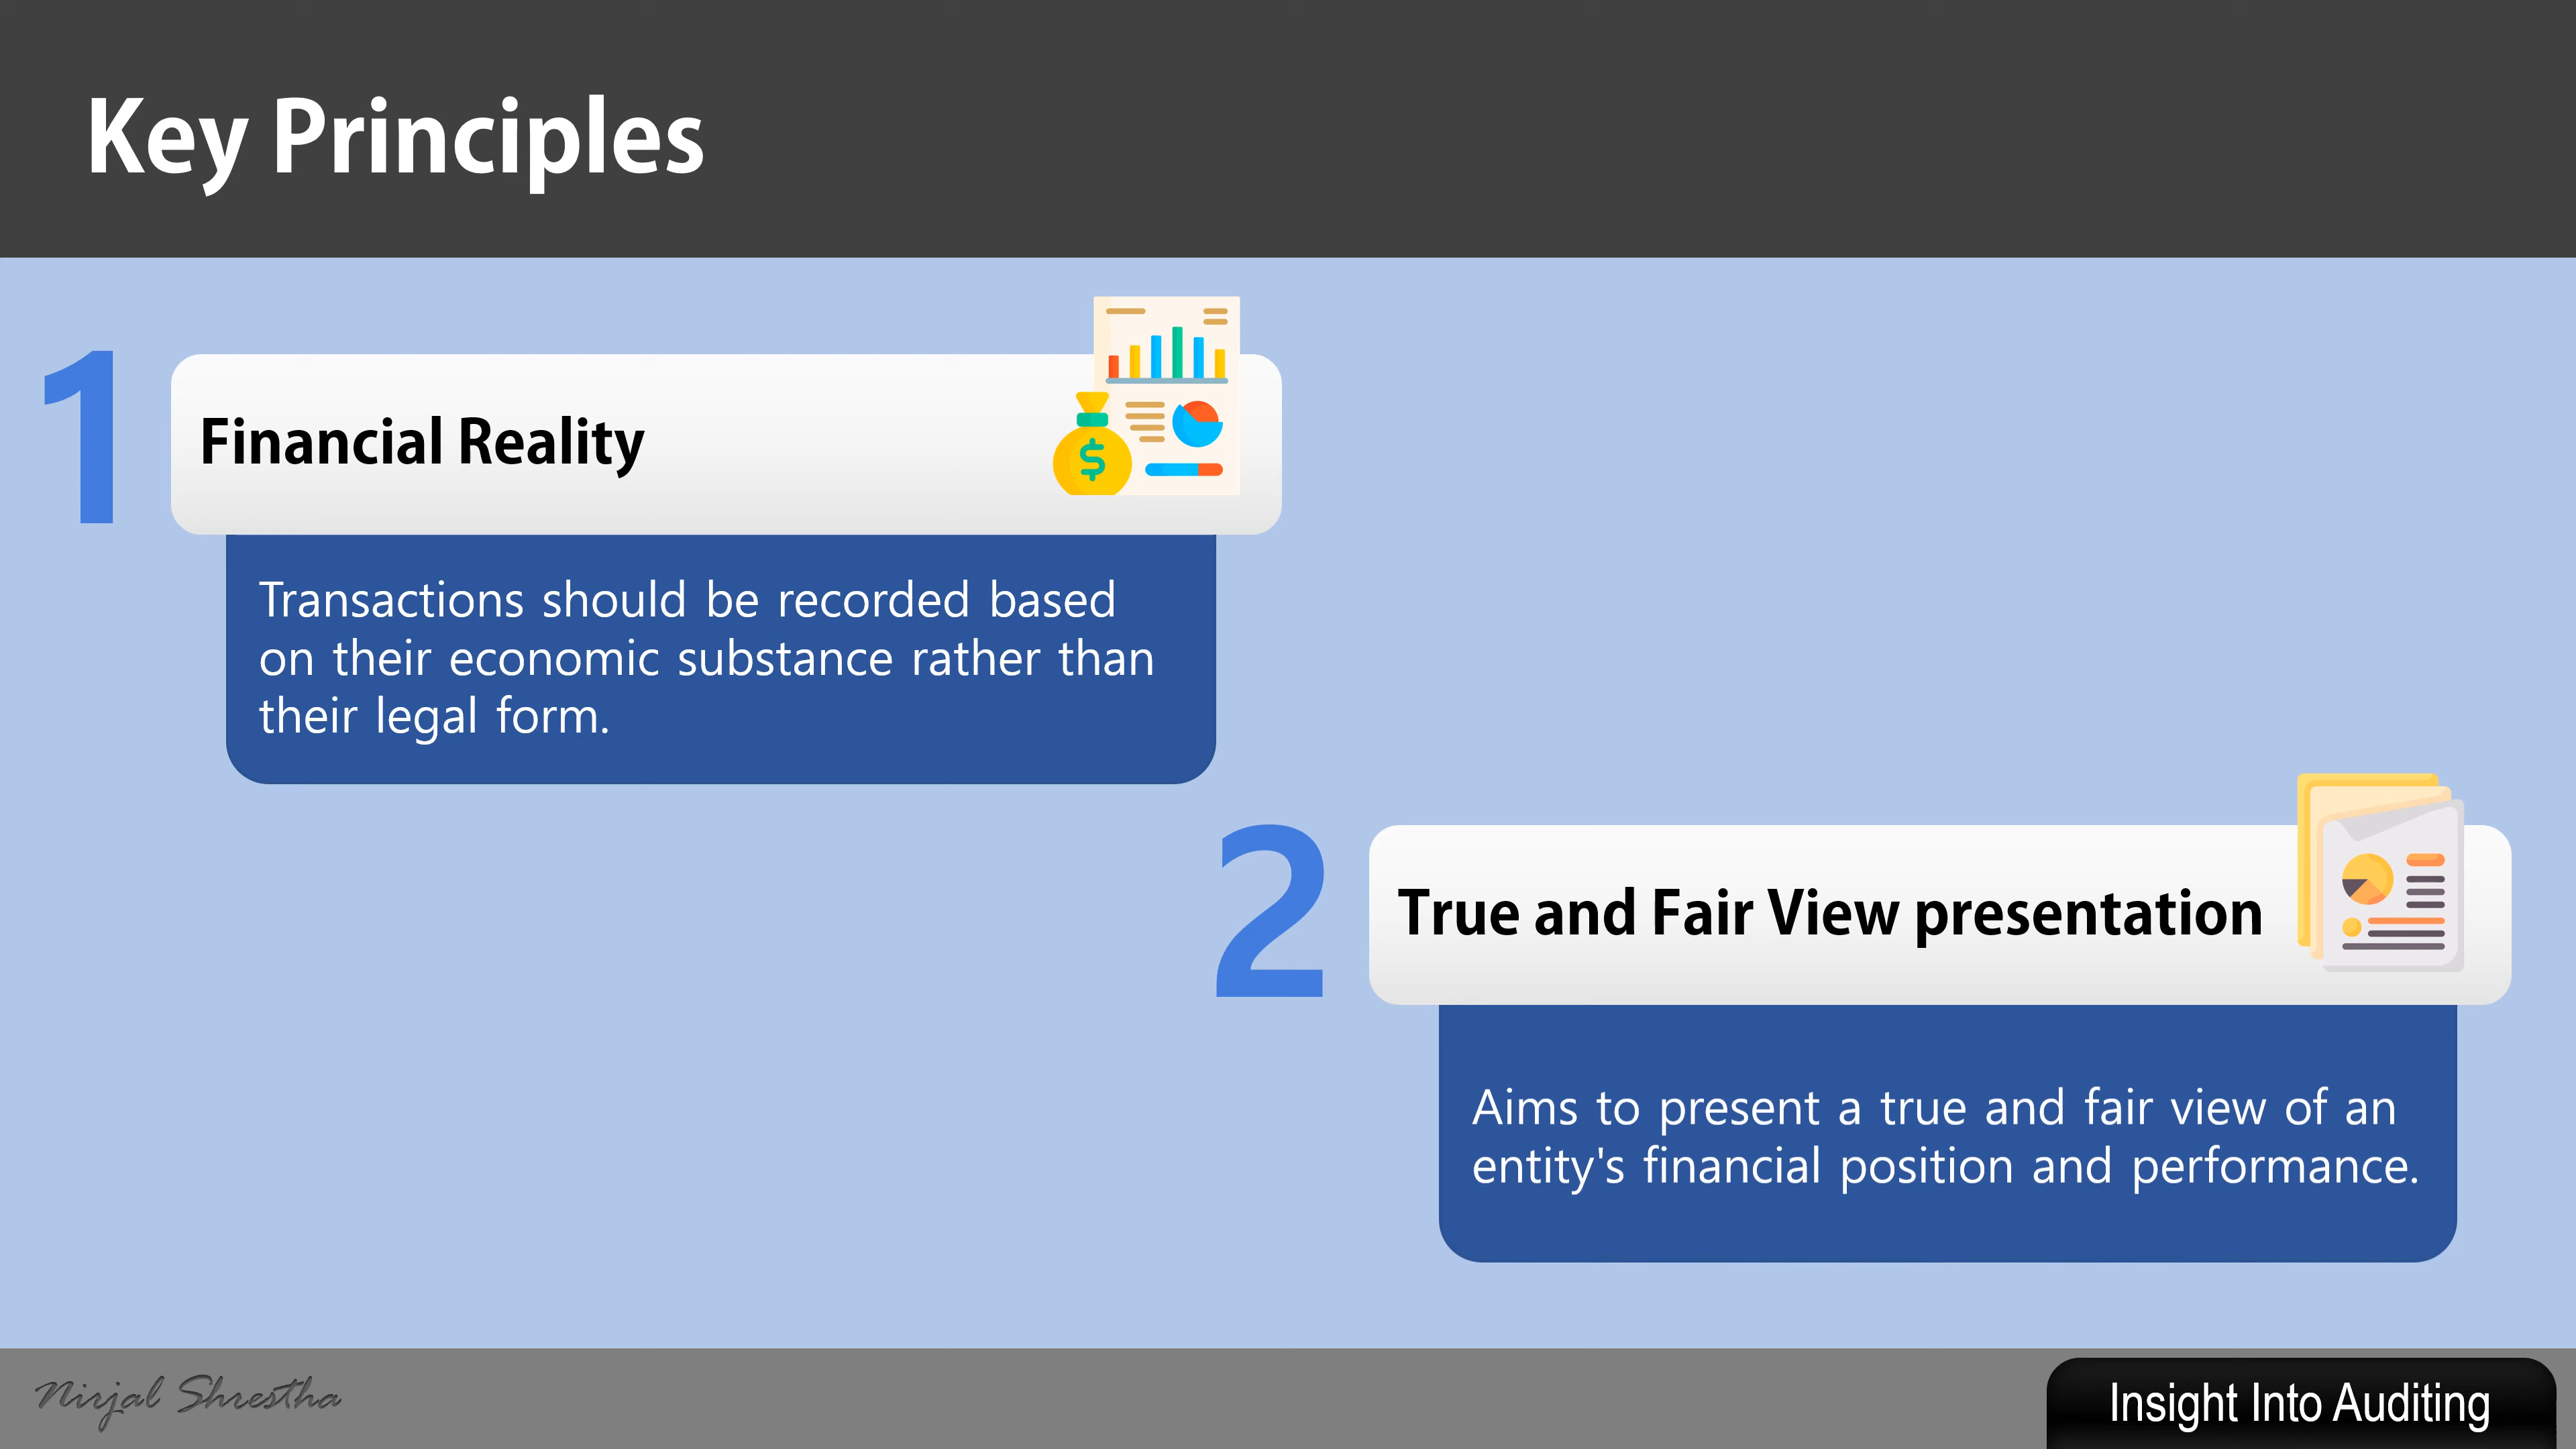 Key Principles
1
Financial Reality
$
Transactions should be recorded based
on their economic substance rather than
their legal form.
2
True and Fair View presentation
Aims to present a true and fair view of an
entity's financial position and performance.
Nirjal Shrestha
Insight Into Auditing